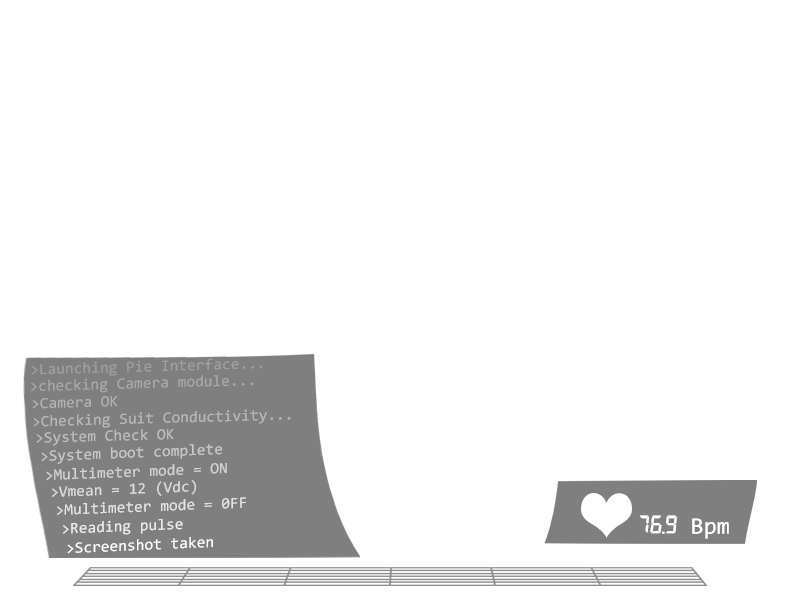 >Launching Pie Interface...
>checking Camera module...
>Camera OK
>Checking Suit Conductivity...
>System Check OK
>System boot complete
>Multimeter mode = ON
>Vmean = 12 (Vdc)
>Multimeter mode = 0FF
>Reading pulse
>Screenshot taken
76.9 Bpm